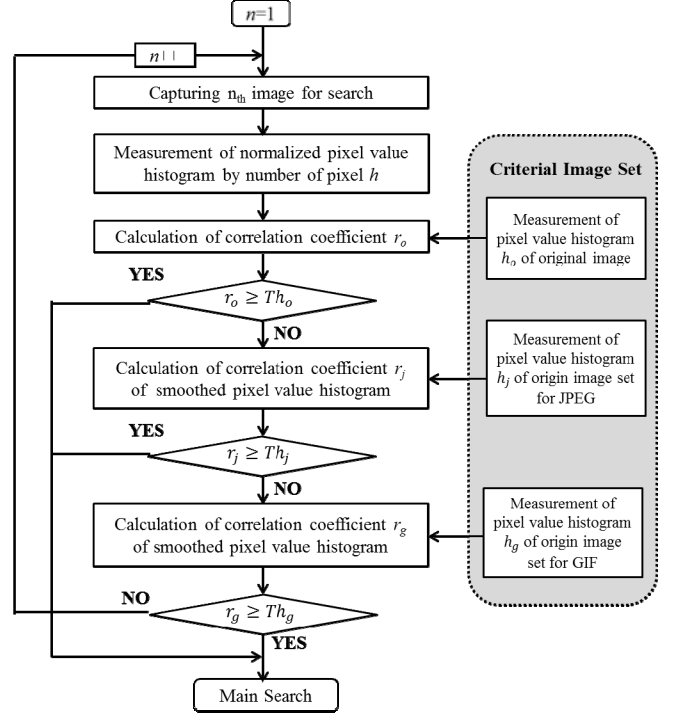 n=1
n||
Capturing nth image for search
Measurement of normalized pixel value
histogram by number of pixel h
Calculation of correlation coefficient ro
YES
ro ≥ Tho
NO
Calculation of correlation coefficient rj
of smoothed pixel value histogram
YES
rj ≥ Thj
NO
Calculation of correlation coefficient rg
of smoothed pixel value histogram
NO
rg ≥ Thg
YES
Main Search
Criterial Image Set
Measurement of
pixel value histogram
ho of original image
Measurement of
pixel value histogram
hj of origin image set
for JPEG
Measurement of
pixel value histogram
hg of origin image
set for GIF